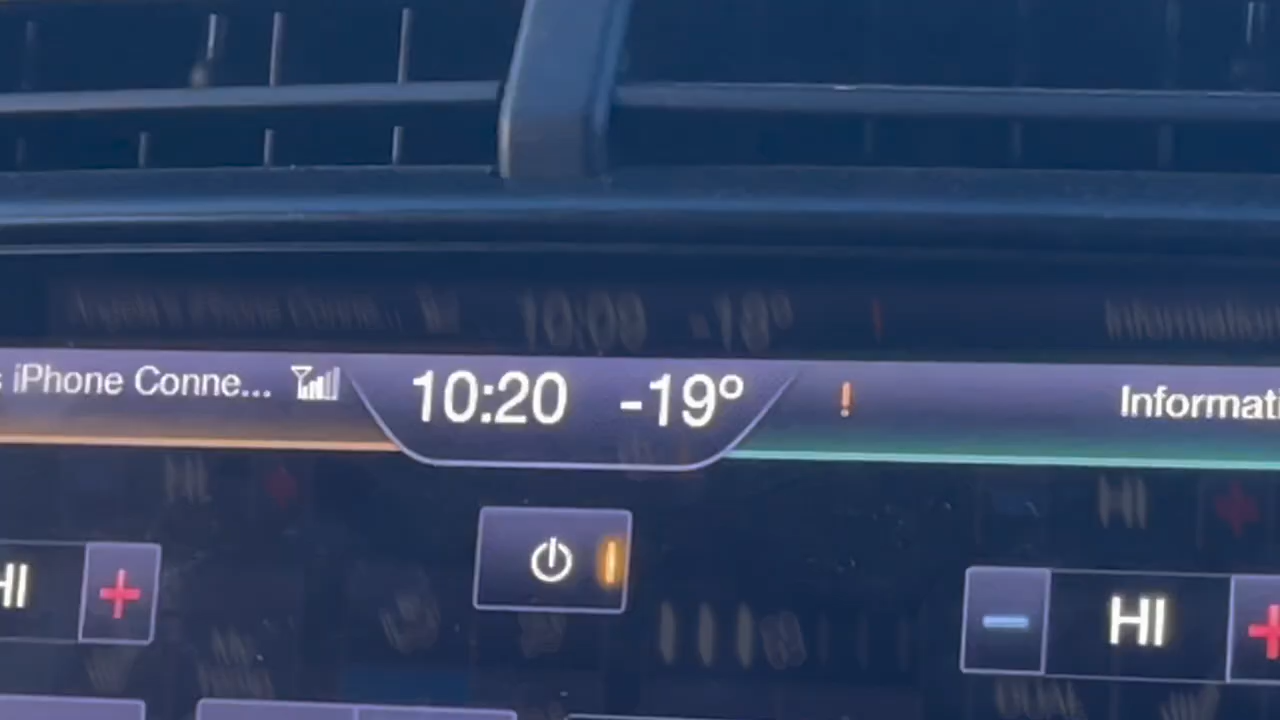 s iPhone Conne... 10:20 -19° ! Informati
HI + - HI +